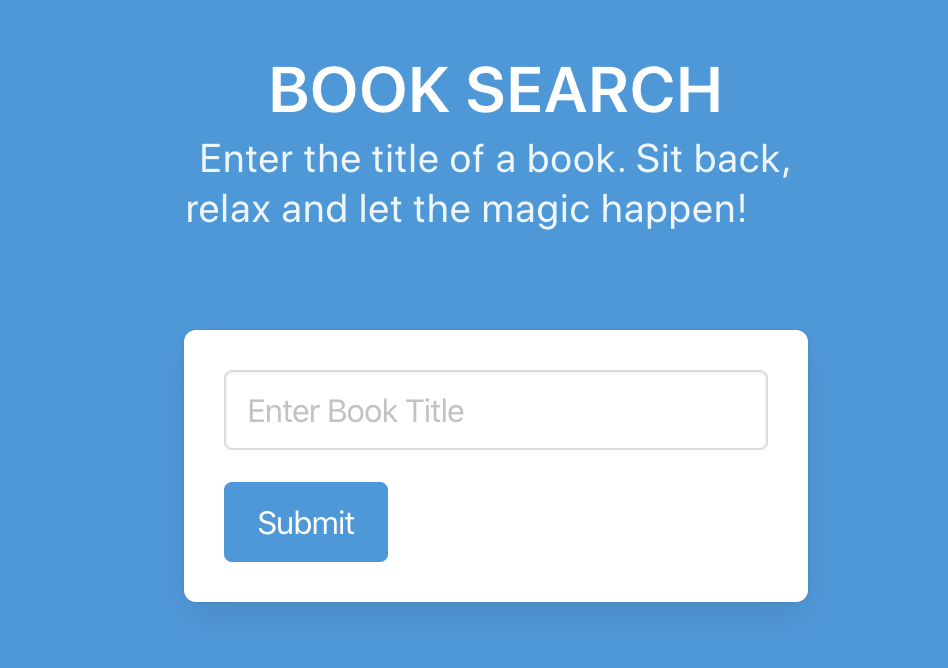 BOOK SEARCH
Enter the title of a book. Sit back,
relax and let the magic happen!
Enter Book Title
Submit